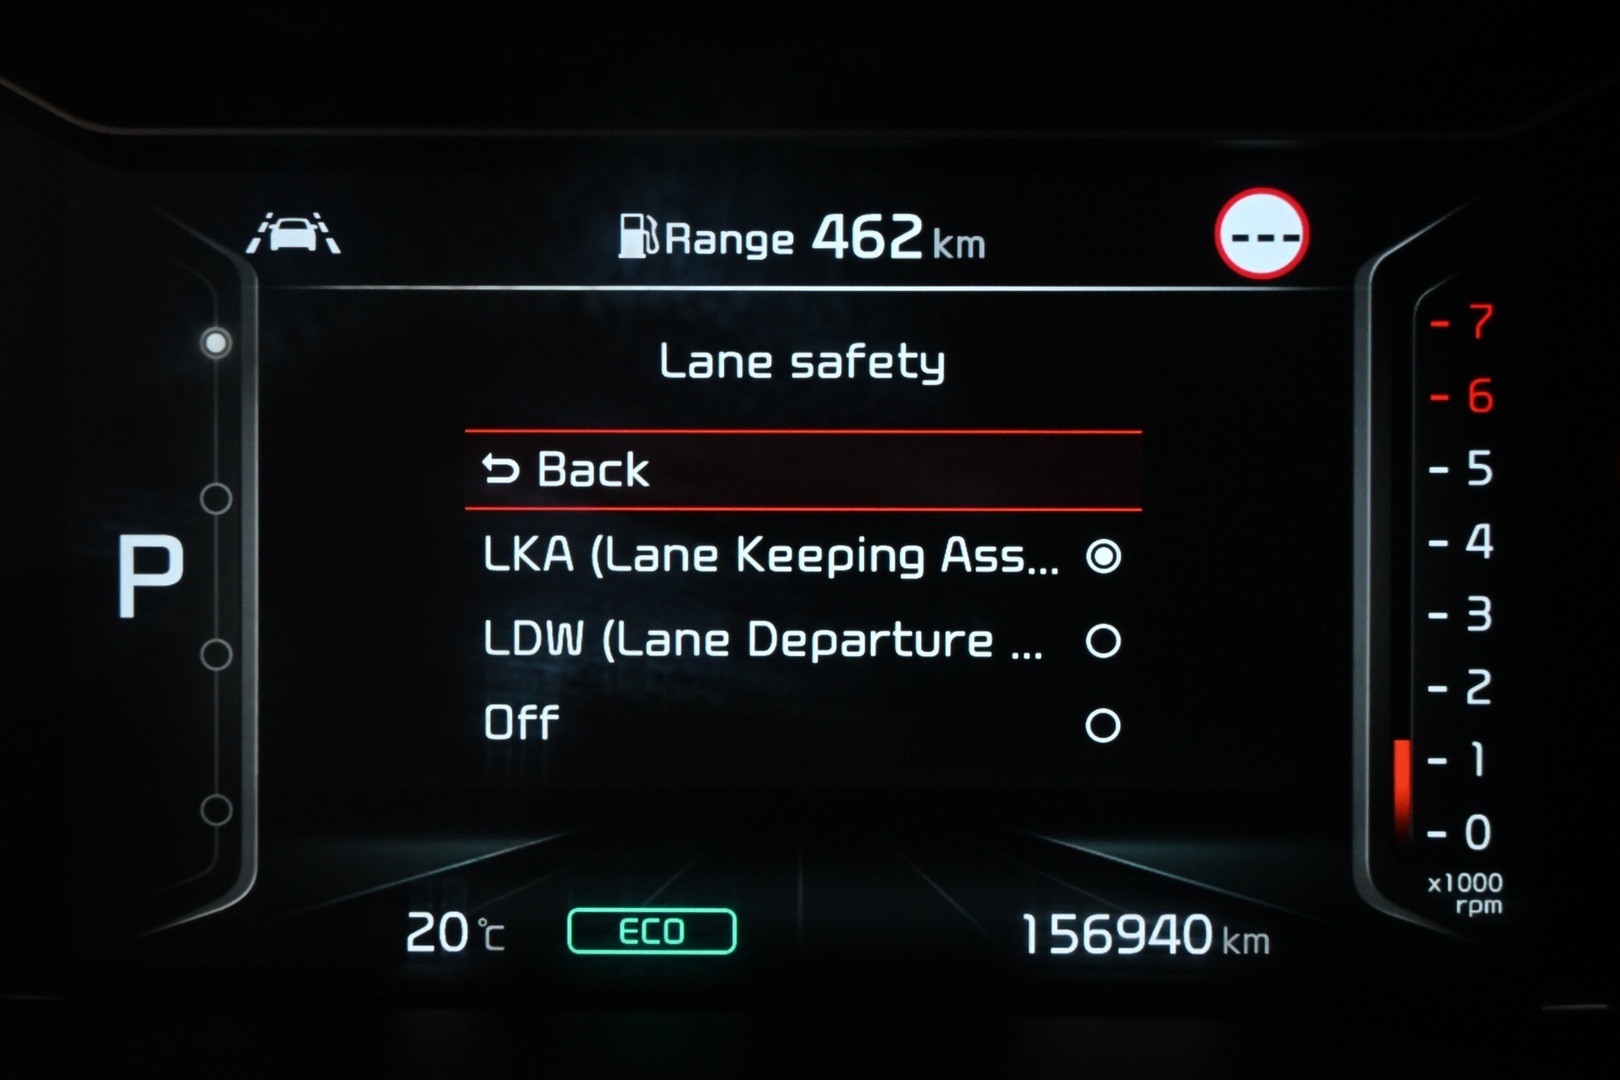 Range 462 km
---
Lane safety
Back
LKA (Lane Keeping Ass...
LDW (Lane Departure ...
Off
P
7
6
5
4
3
2
1
0
x1000
rpm
20 °C
ECO
156940 km